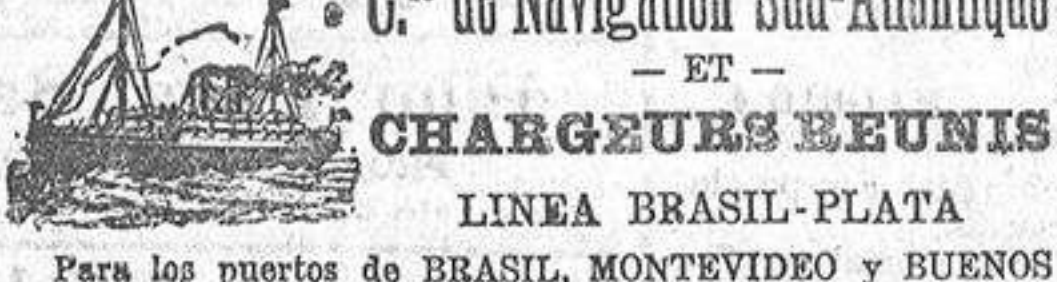 C.ª de Navigation Sud-Atlantique
— ET —
CHARGEURS REUNIS
LINEA BRASIL-PLATA
Para los puertos de BRASIL, MONTEVIDEO y BUENOS